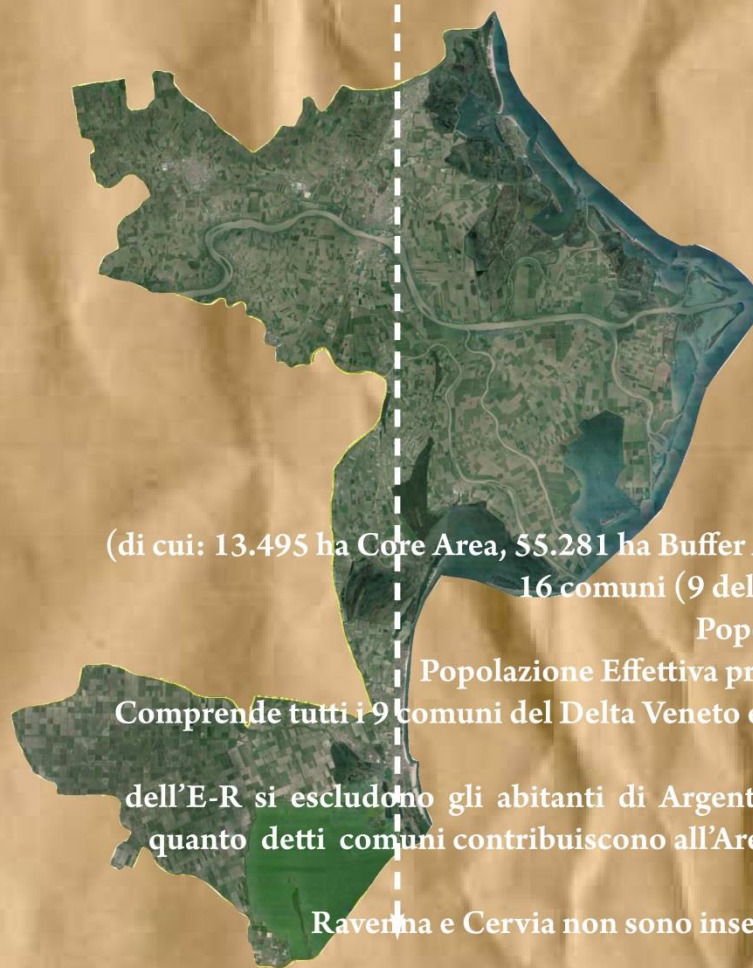 (di cui: 13.495 ha Core Area, 55.281 ha Buffer
16 comuni (9 del
Pop
Popolazione Effettiva pr
Comprende tutti i 9 comuni del Delta Veneto e
dell’E-R si escludono gli abitanti di Argent
quanto detti comuni contribuiscono all’Are
Ravenna e Cervia non sono inse